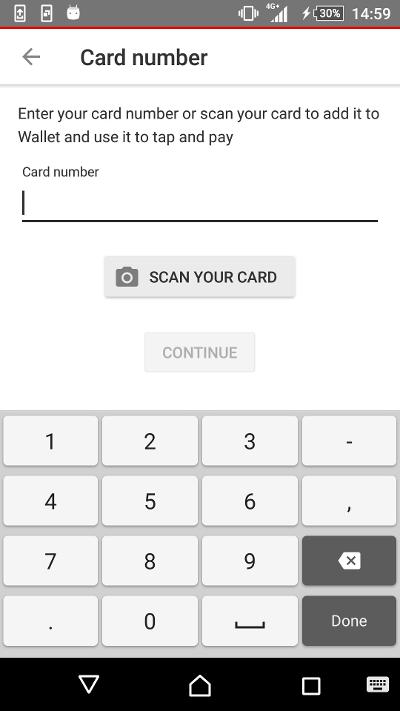 4G+
30%
14:59
Card number
Enter your card number or scan your card to add it to
Wallet and use it to tap and pay
Card number
SCAN YOUR CARD
CONTINUE
1 2 3 -
4 5 6 ,
7 8 9
. 0
Done